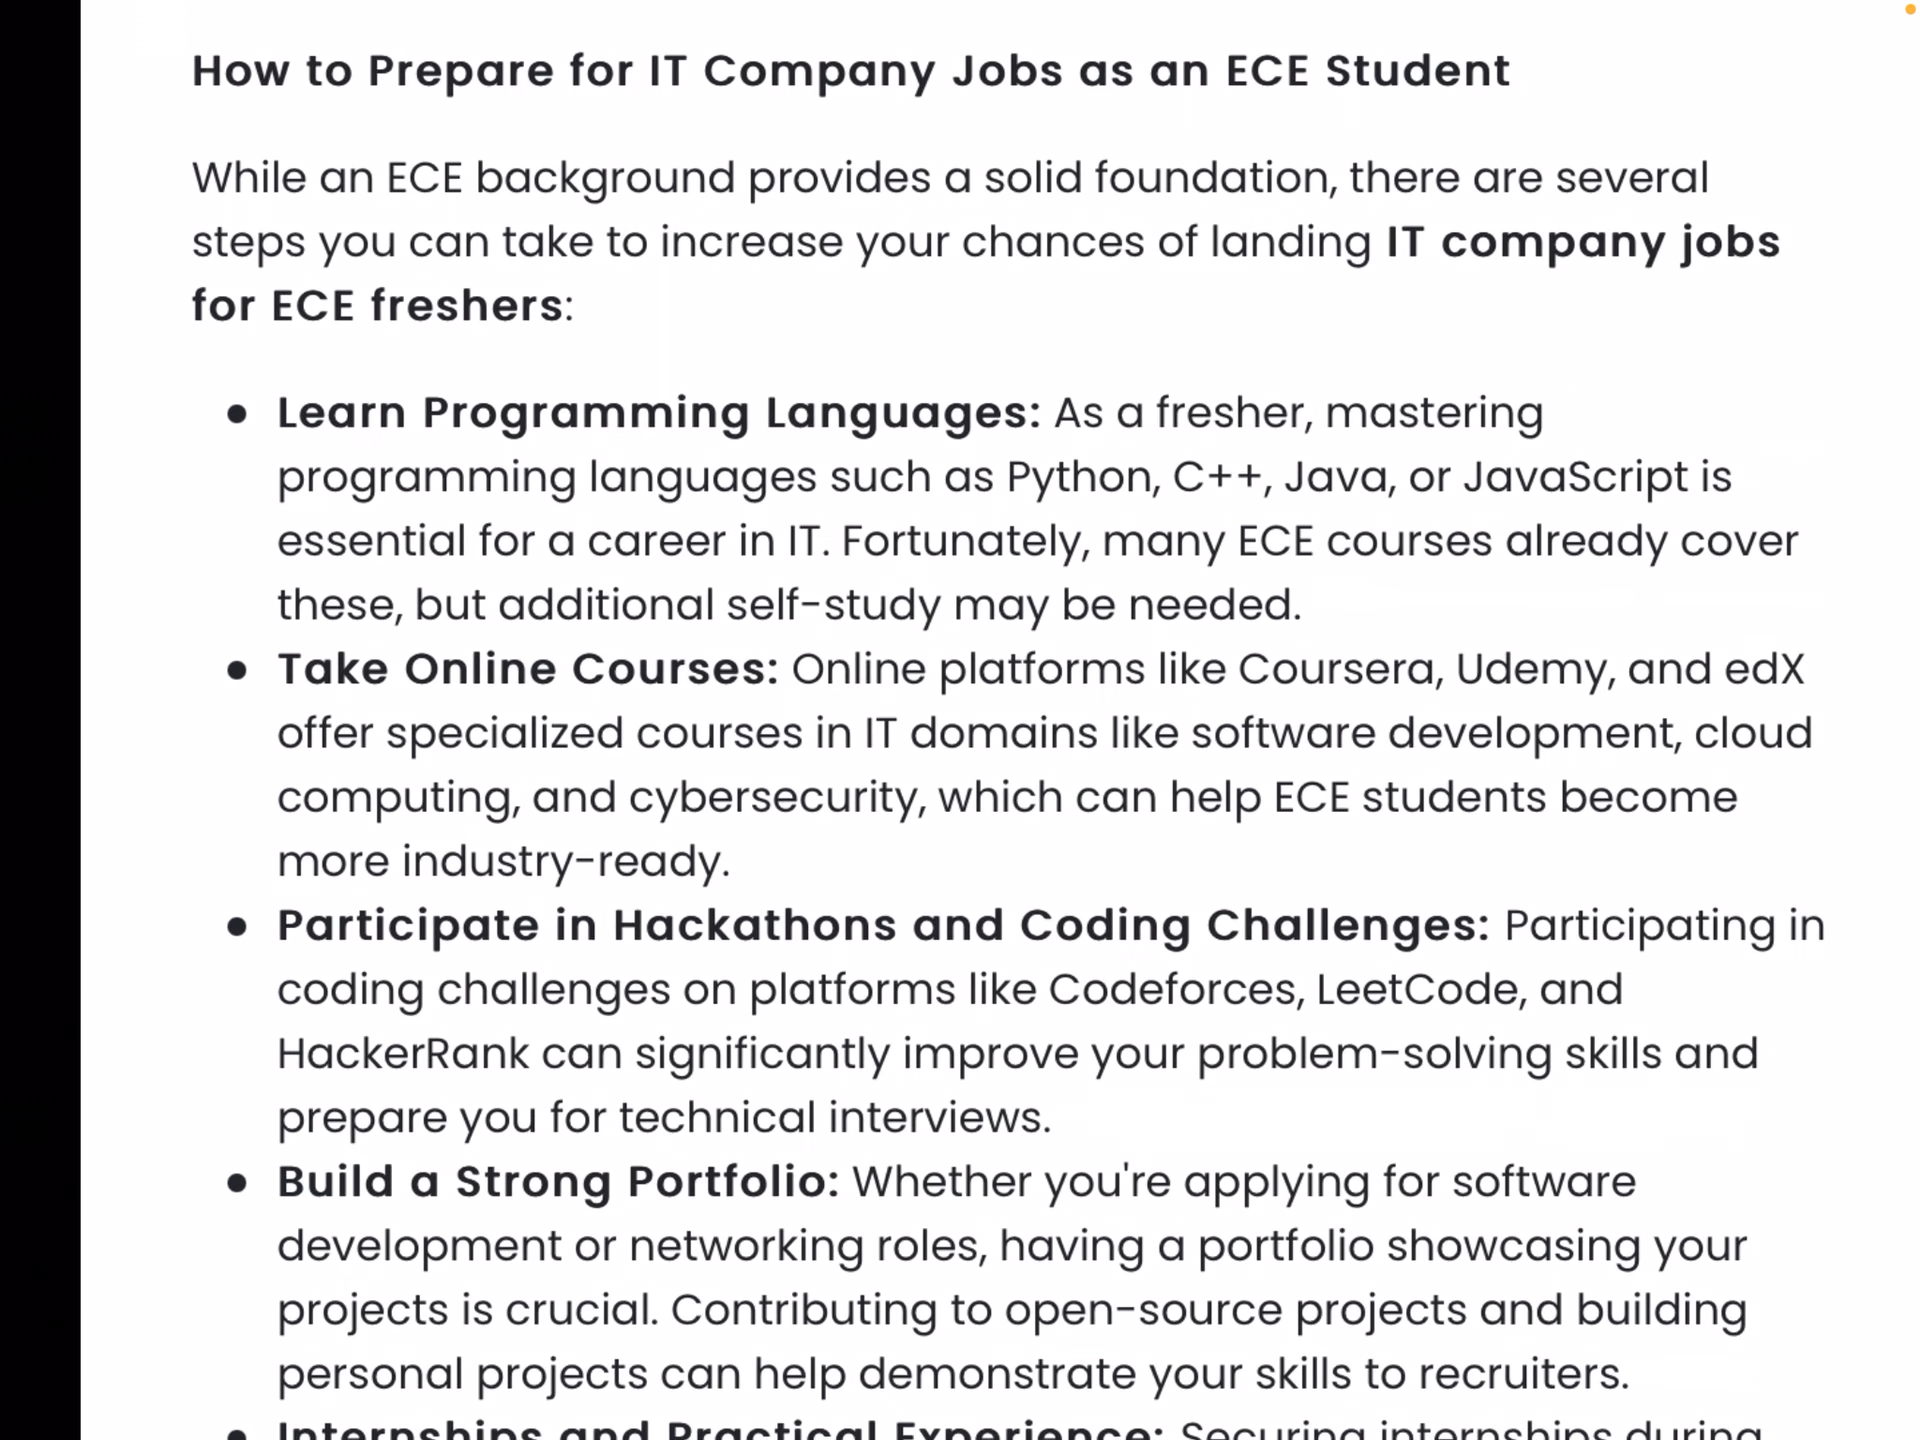 How to Prepare for IT Company Jobs as an ECE Student
While an ECE background provides a solid foundation, there are several
steps you can take to increase your chances of landing IT company jobs
for ECE freshers:
● Learn Programming Languages: As a fresher, mastering
programming languages such as Python, C++, Java, or JavaScript is
essential for a career in IT. Fortunately, many ECE courses already cover
these, but additional self-study may be needed.
● Take Online Courses: Online platforms like Coursera, Udemy, and edX
offer specialized courses in IT domains like software development, cloud
computing, and cybersecurity, which can help ECE students become
more industry-ready.
● Participate in Hackathons and Coding Challenges: Participating in
coding challenges on platforms like Codeforces, LeetCode, and
HackerRank can significantly improve your problem-solving skills and
prepare you for technical interviews.
● Build a Strong Portfolio: Whether you're applying for software
development or networking roles, having a portfolio showcasing your
projects is crucial. Contributing to open-source projects and building
personal projects can help demonstrate your skills to recruiters.
● Internships and Practical Experience: Securing internships during